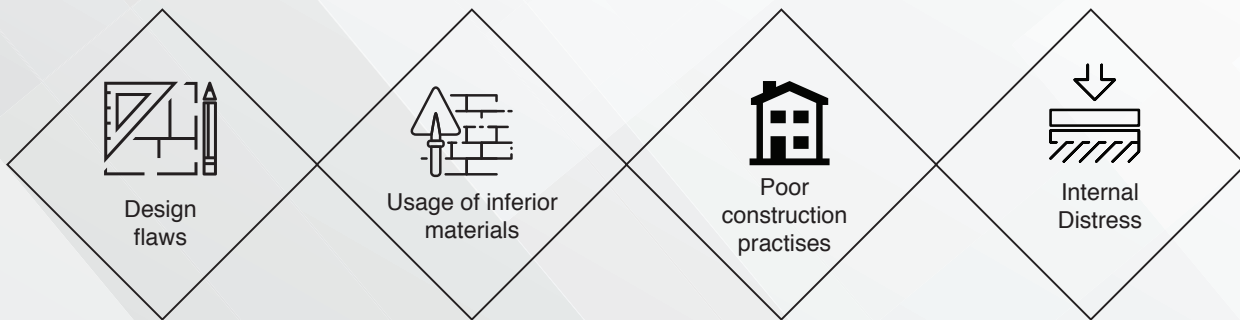 Design
flaws
Usage of inferior
materials
Poor
construction
practises
Internal
Distress